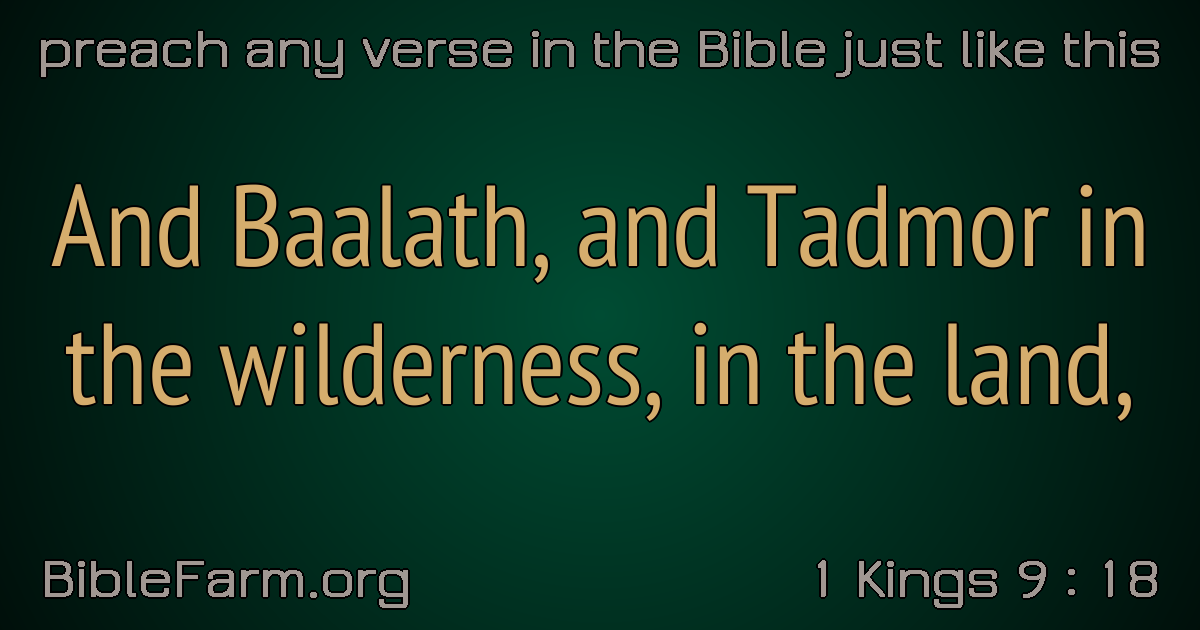 preach any verse in the Bible just like this
And Baalath, and Tadmor in
the wilderness, in the land,
BibleFarm.org
1 Kings 9 : 18